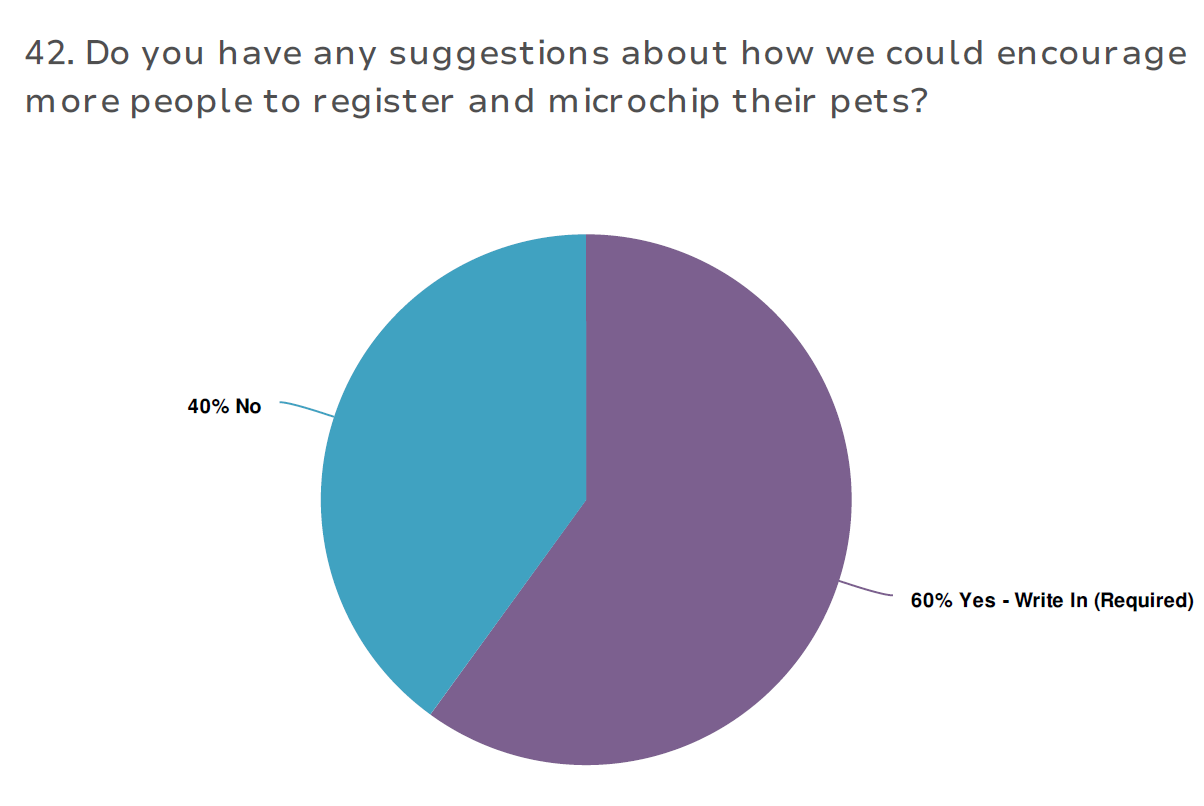 42. Do you have any suggestions about how we could encourage
more people to register and microchip their pets?
40% No
60% Yes - Write In (Required)